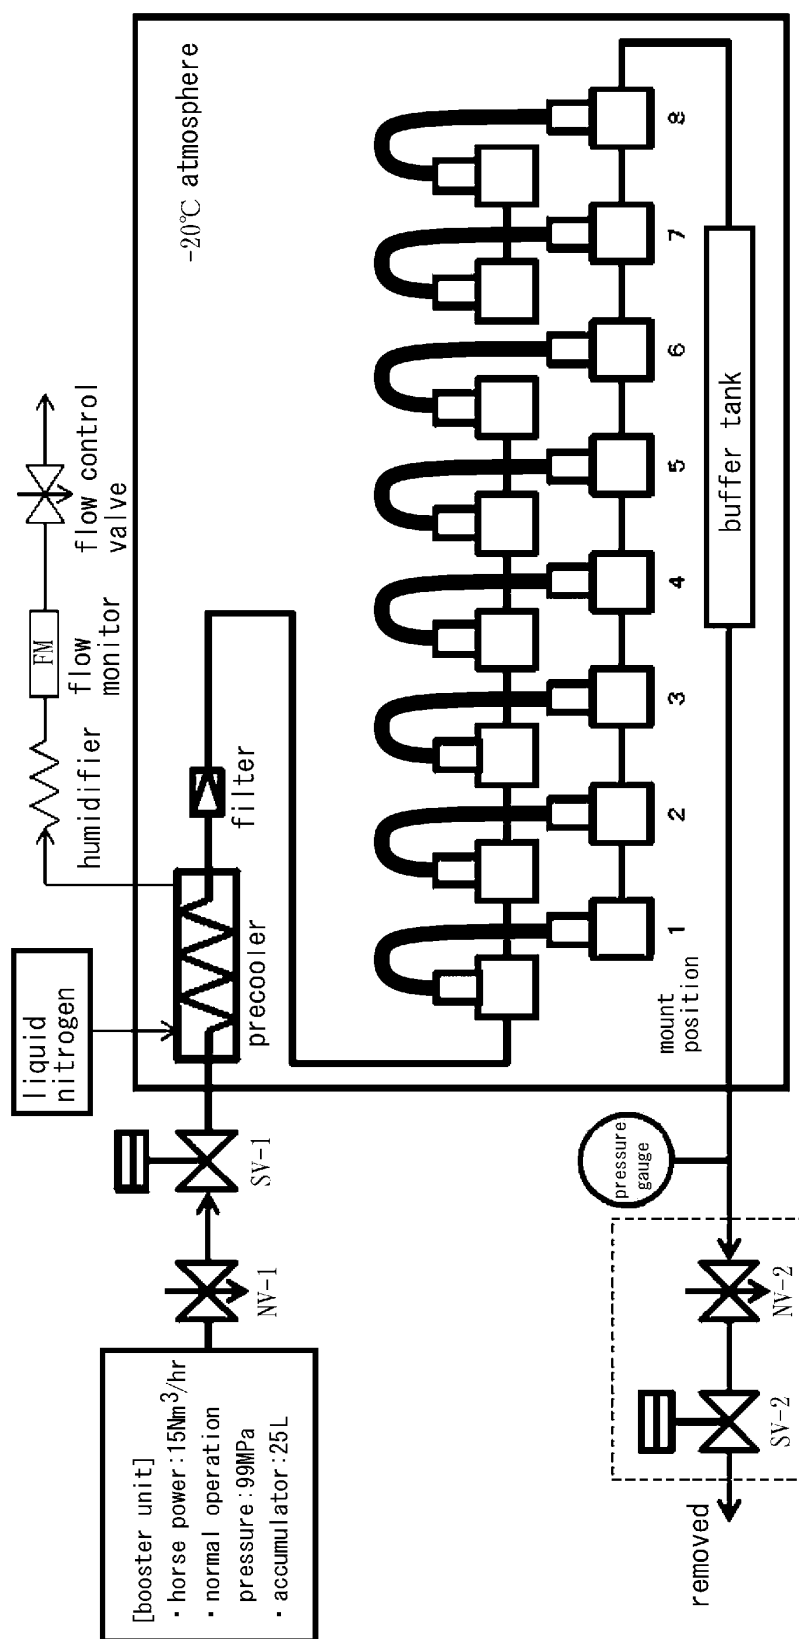 [booster unit]
・horse power:15Nm³/hr
・normal operation
pressure:99MPa
・accumulator:25L
NV-1
SV-1
liquid
nitrogen
precooler
filter
humidifier
FM
flow
monitor
flow control
valve
-20℃ atmosphere
mount
position
1
2
3
4
5
6
7
8
buffer tank
pressure
gauge
NV-2
SV-2
removed